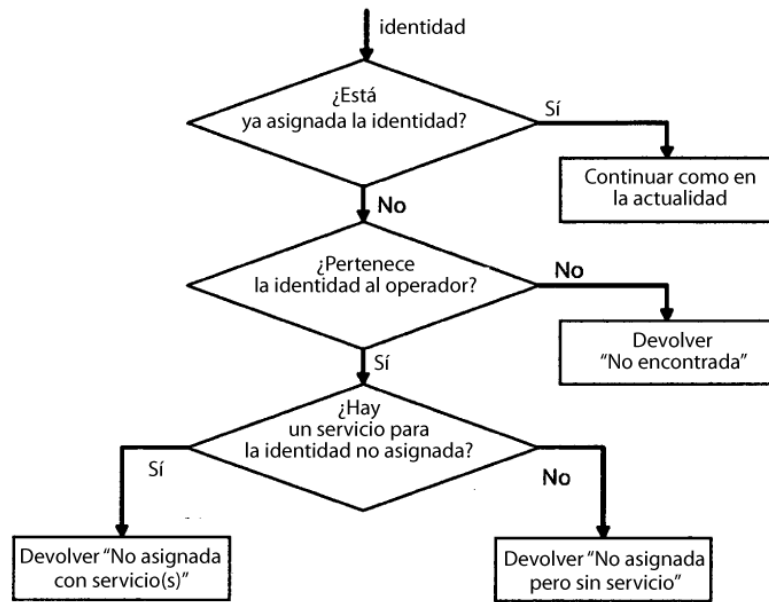 identidad
¿Está
ya asignada la identidad?
Sí
Continuar como en
la actualidad
No
¿Pertenece
la identidad al operador?
No
Devolver
“No encontrada”
Sí
¿Hay
un servicio para
la identidad no asignada?
Sí
No
Devolver “No asignada
con servicio(s)”
Devolver “No asignada
pero sin servicio”